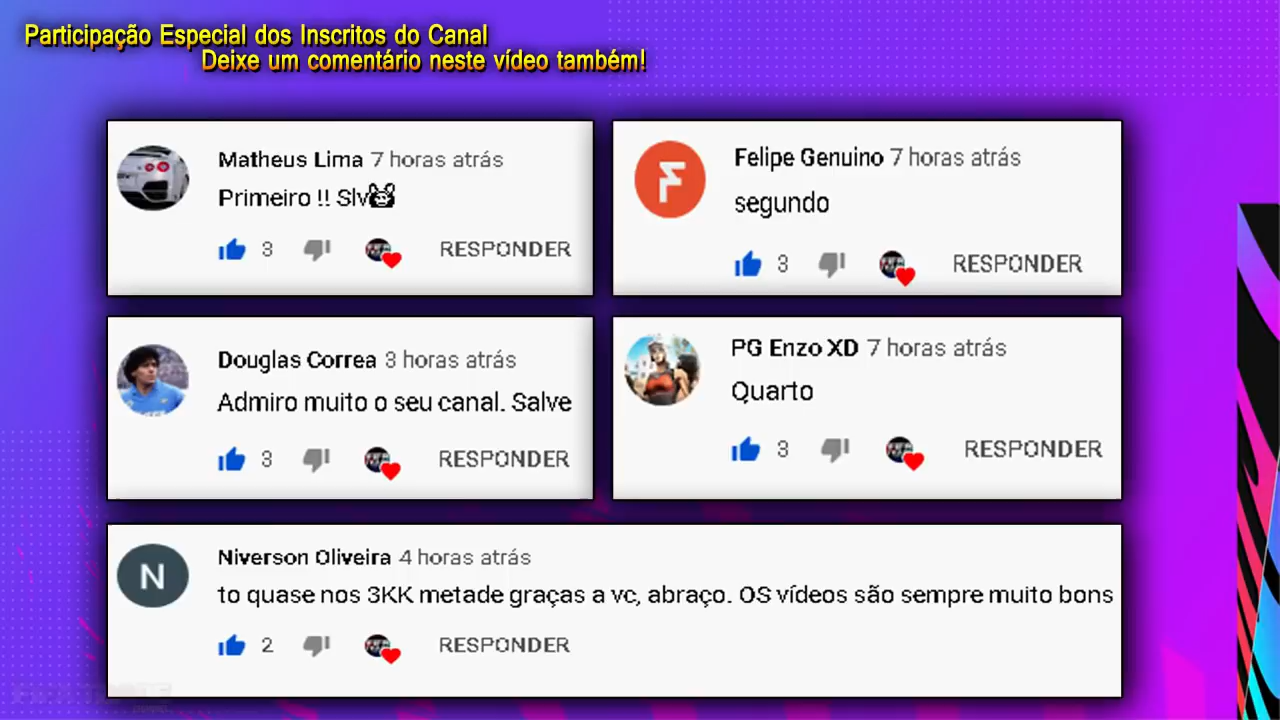 Participação Especial dos Inscritos do Canal
Deixe um comentário neste vídeo também!
Matheus Lima 7 horas atrás
Primeiro !! Slv😈
3 RESPONDER
Felipe Genuino 7 horas atrás
segundo
3 RESPONDER
Douglas Correa 3 horas atrás
Admiro muito o seu canal. Salve
3 RESPONDER
PG Enzo XD 7 horas atrás
Quarto
3 RESPONDER
N
Niverson Oliveira 4 horas atrás
to quase nos 3KK metade graças a vc, abraço. OS vídeos são sempre muito bons
2 RESPONDER